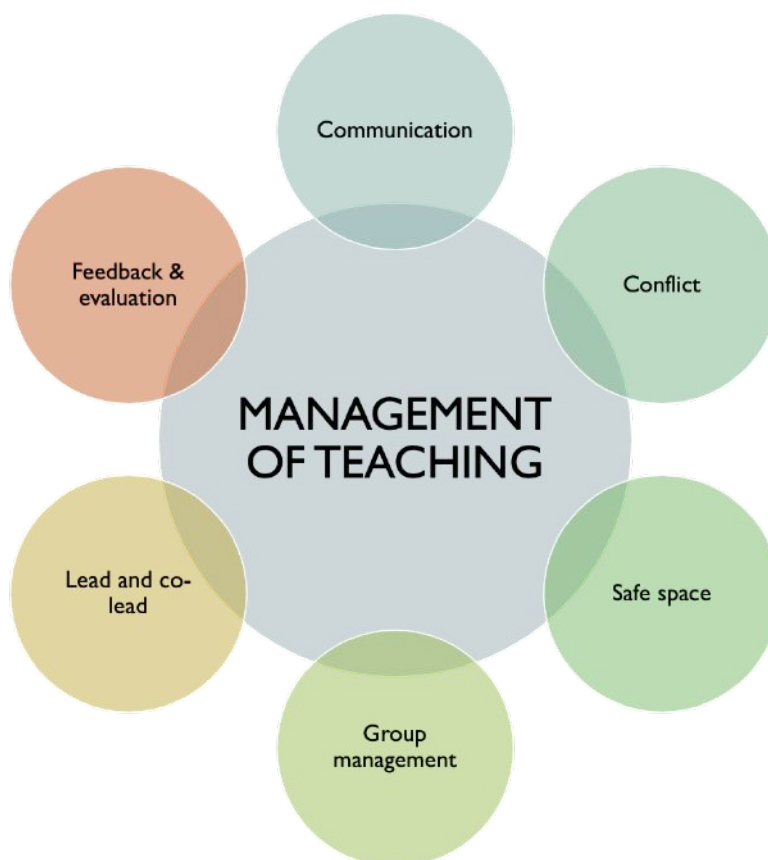 Communication
Conflict
Safe space
Group
management
Lead and co-
lead
Feedback &
evaluation
MANAGEMENT
OF TEACHING